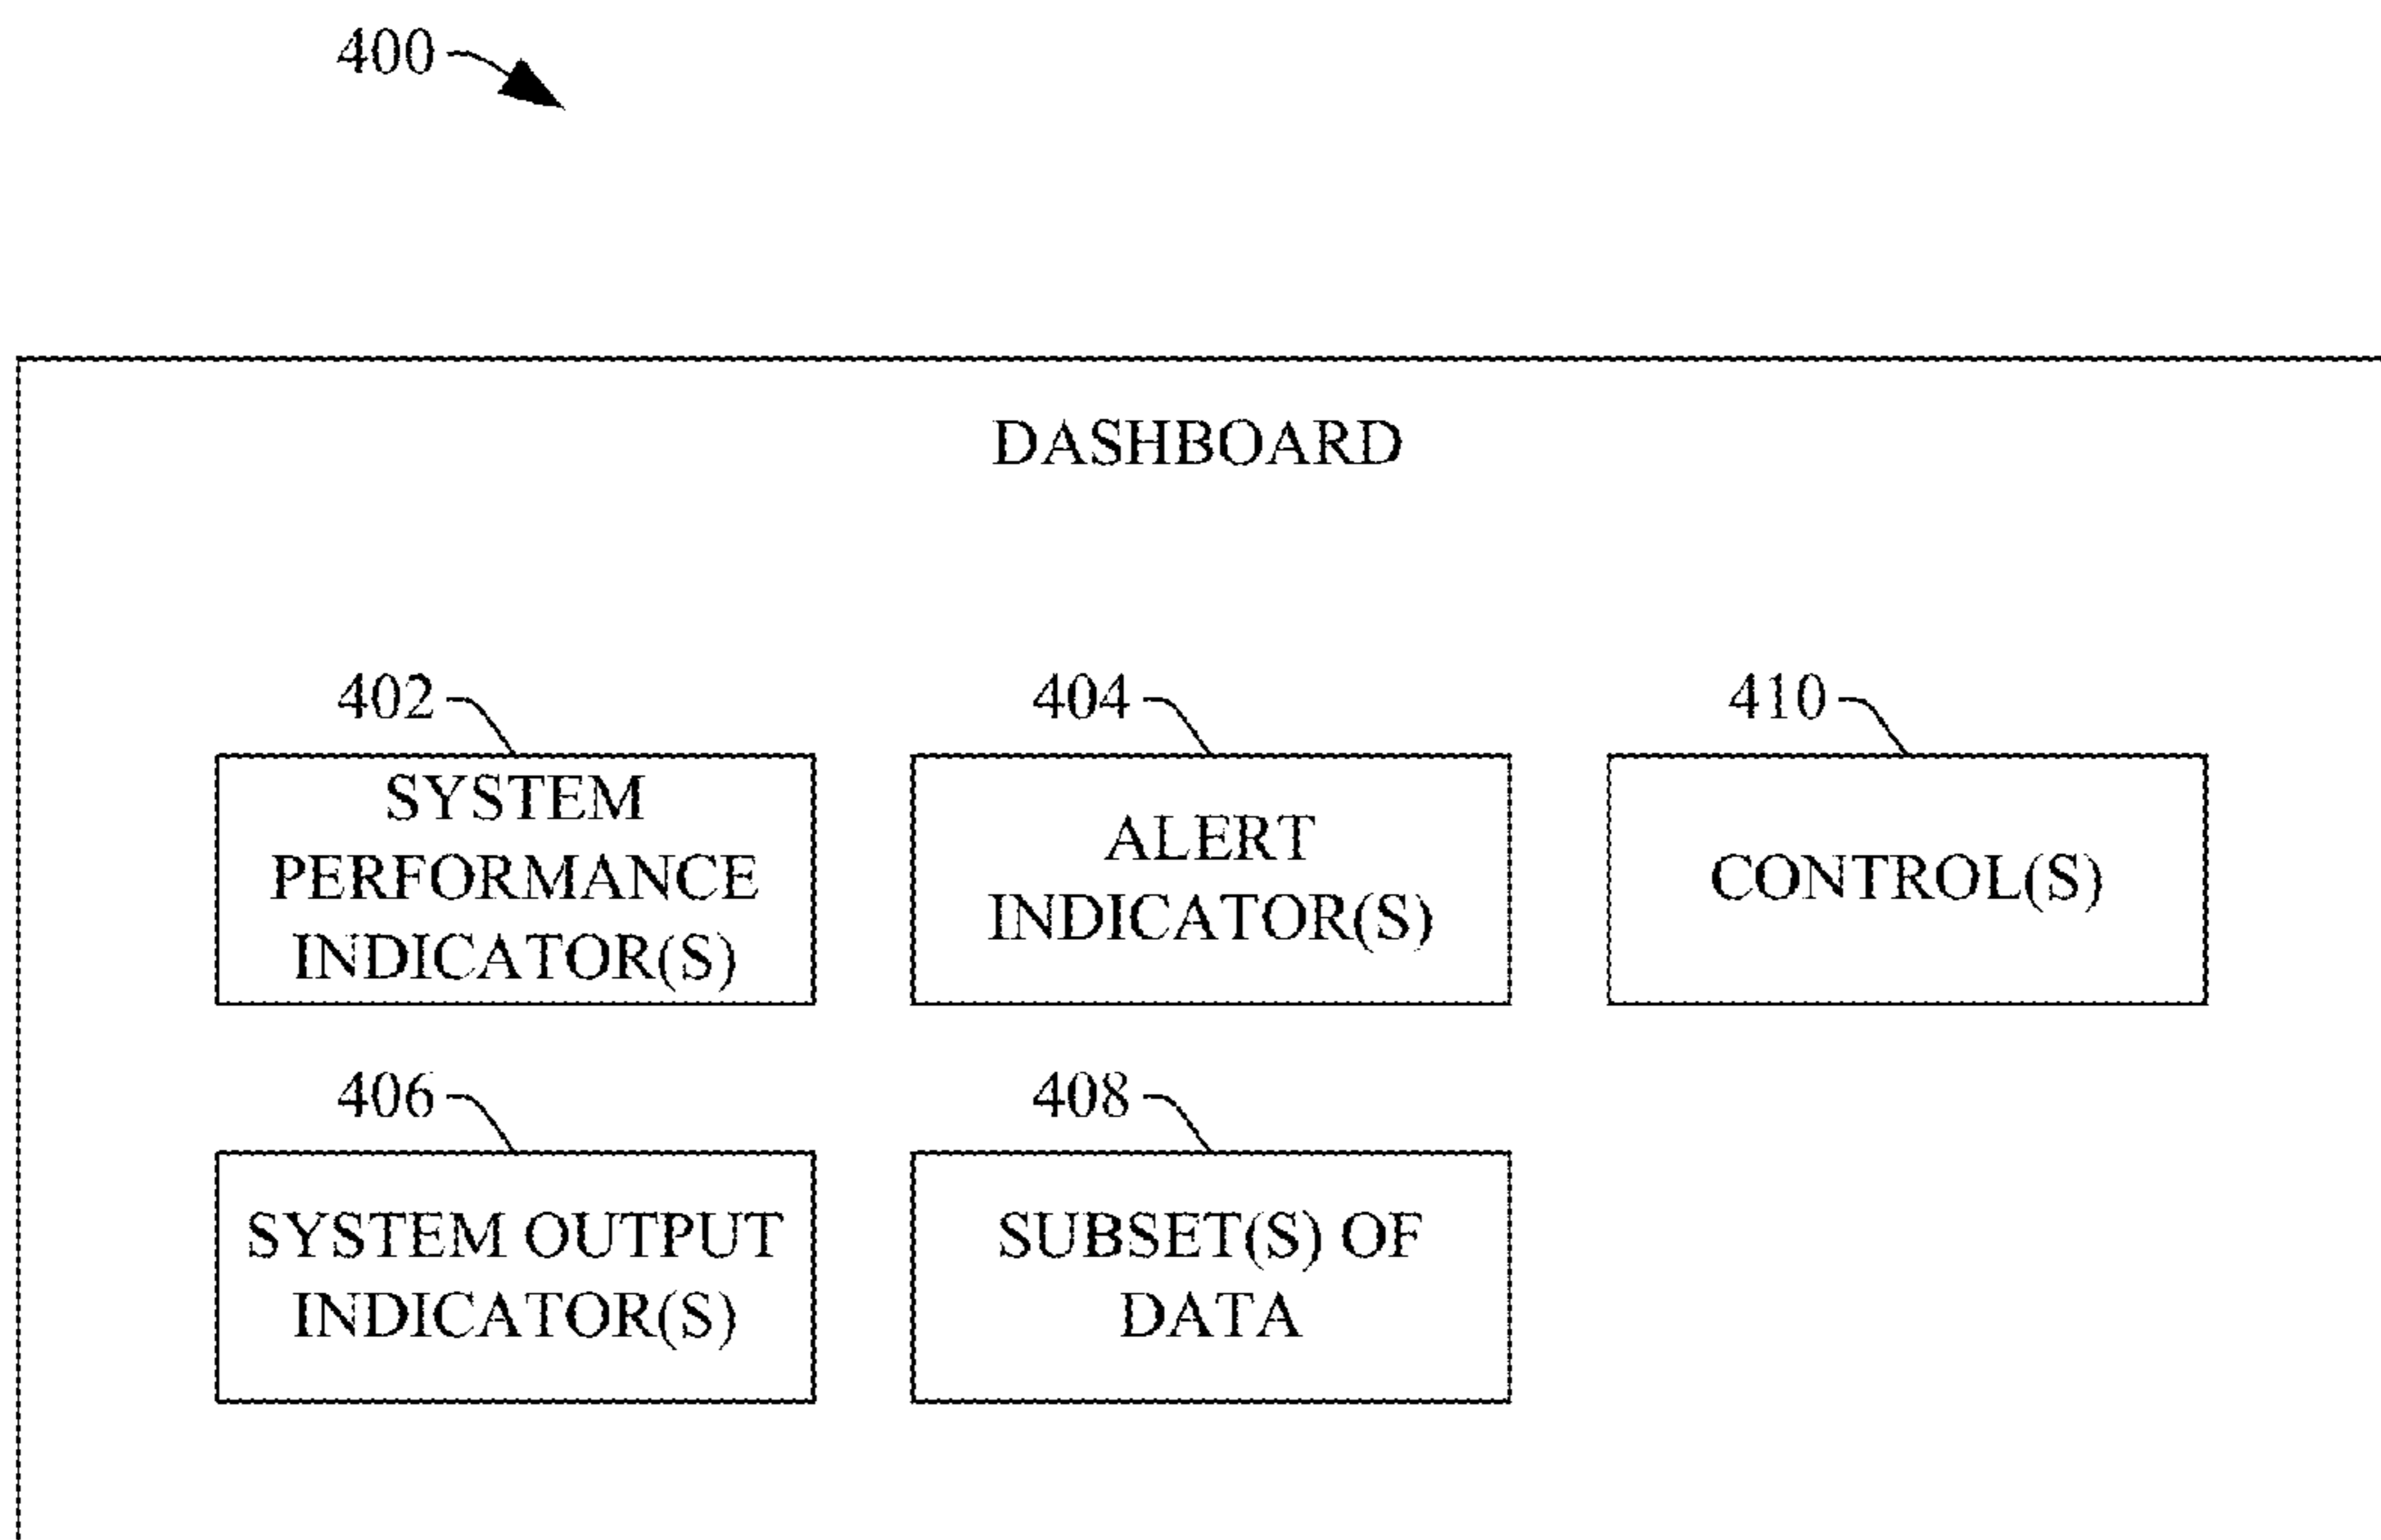 400
DASHBOARD
402
SYSTEM
PERFORMANCE
INDICATOR(S)
404
ALERT
INDICATOR(S)
410
CONTROL(S)
406
SYSTEM OUTPUT
INDICATOR(S)
408
SUBSET(S) OF
DATA